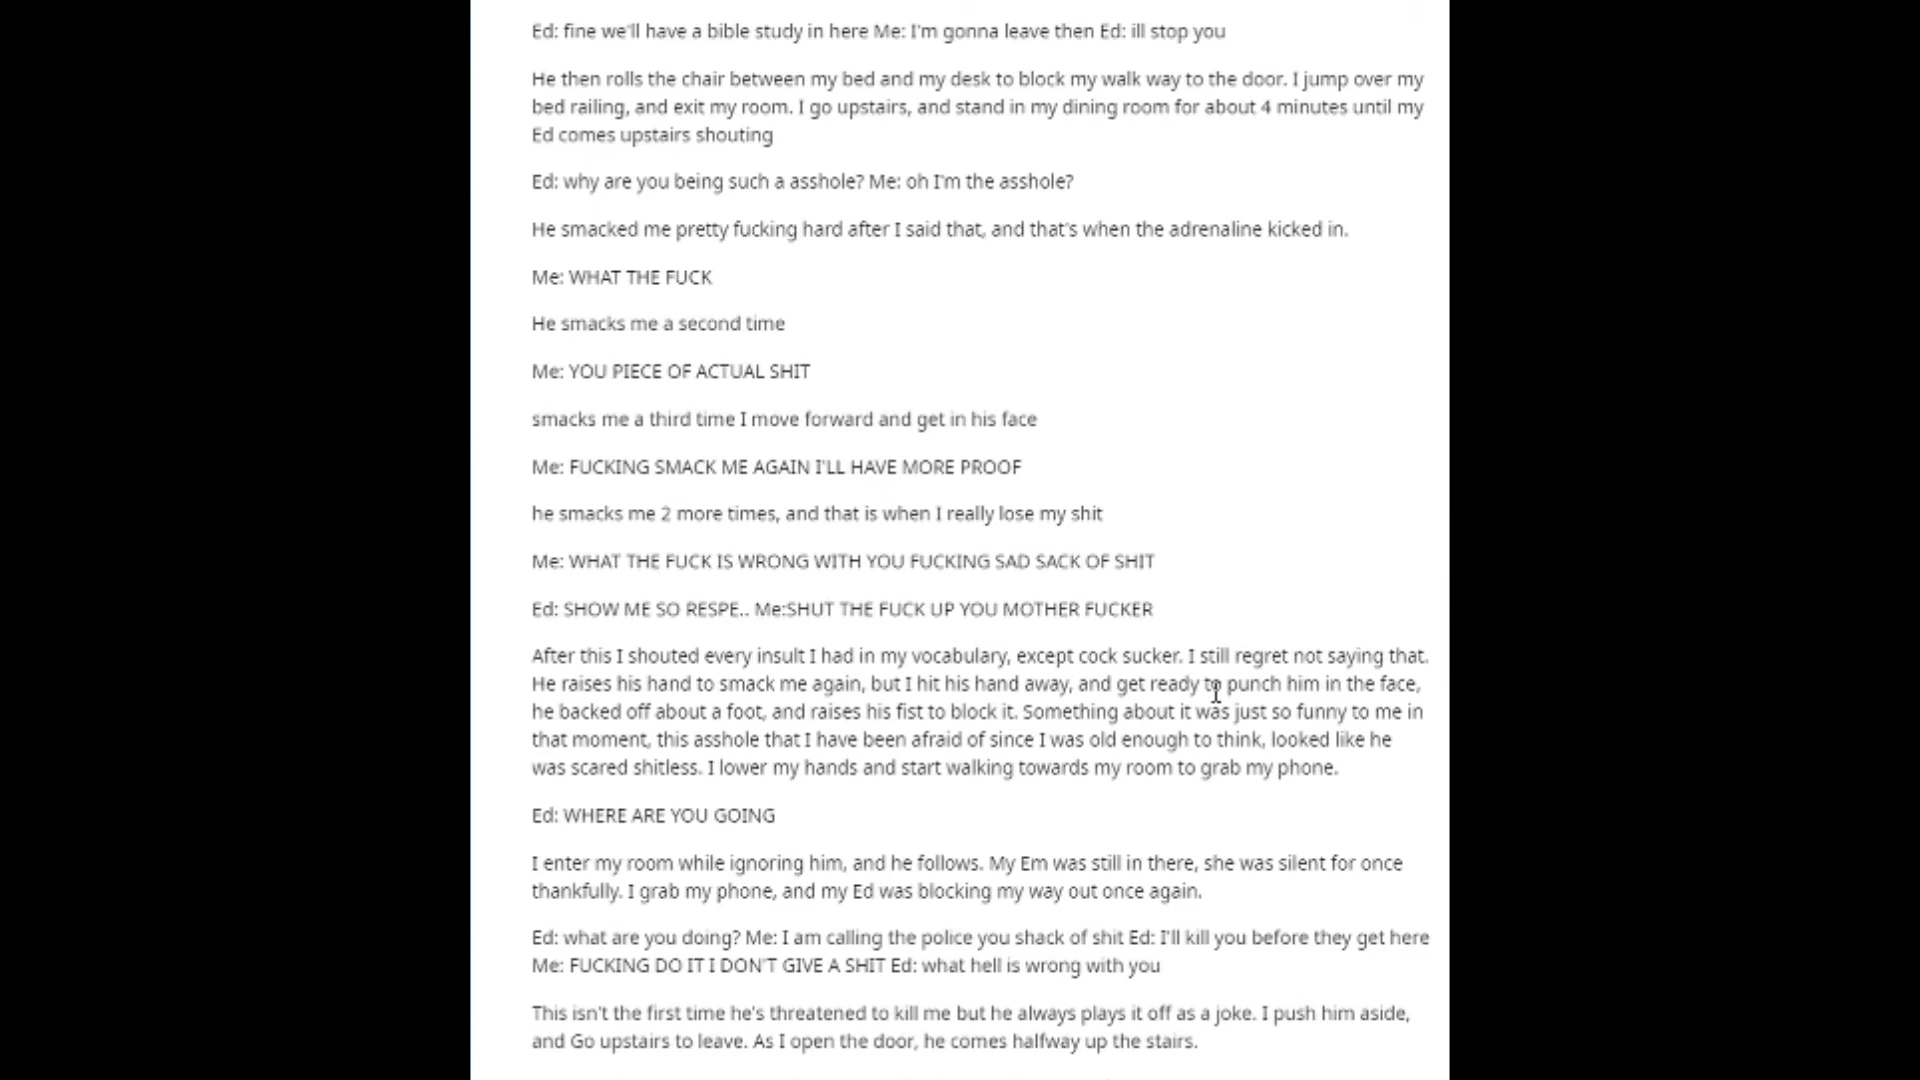 Ed: fine we'll have a bible study in here Me: I'm gonna leave then Ed: ill stop you
He then rolls the chair between my bed and my desk to block my walk way to the door. I jump over my
bed railing, and exit my room. I go upstairs, and stand in my dining room for about 4 minutes until my
Ed comes upstairs shouting
Ed: why are you being such a asshole? Me: oh I'm the asshole?
He smacked me pretty fucking hard after I said that, and that's when the adrenaline kicked in.
Me: WHAT THE FUCK
He smacks me a second time
Me: YOU PIECE OF ACTUAL SHIT
smacks me a third time I move forward and get in his face
Me: FUCKING SMACK ME AGAIN I'LL HAVE MORE PROOF
he smacks me 2 more times, and that is when I really lose my shit
Me: WHAT THE FUCK IS WRONG WITH YOU FUCKING SAD SACK OF SHIT
Ed: SHOW ME SO RESPE.. Me:SHUT THE FUCK UP YOU MOTHER FUCKER
After this I shouted every insult I had in my vocabulary, except cock sucker. I still regret not saying that.
He raises his hand to smack me again, but I hit his hand away, and get ready to punch him in the face,
he backed off about a foot, and raises his fist to block it. Something about it was just so funny to me in
that moment, this asshole that I have been afraid of since I was old enough to think, looked like he
was scared shitless. I lower my hands and start walking towards my room to grab my phone.
Ed: WHERE ARE YOU GOING
I enter my room while ignoring him, and he follows. My Em was still in there, she was silent for once
thankfully. I grab my phone, and my Ed was blocking my way out once again.
Ed: what are you doing? Me: I am calling the police you shack of shit Ed: I'll kill you before they get here
Me: FUCKING DO IT I DON'T GIVE A SHIT Ed: what hell is wrong with you
This isn't the first time he's threatened to kill me but he always plays it off as a joke. I push him aside,
and Go upstairs to leave. As I open the door, he comes halfway up the stairs.